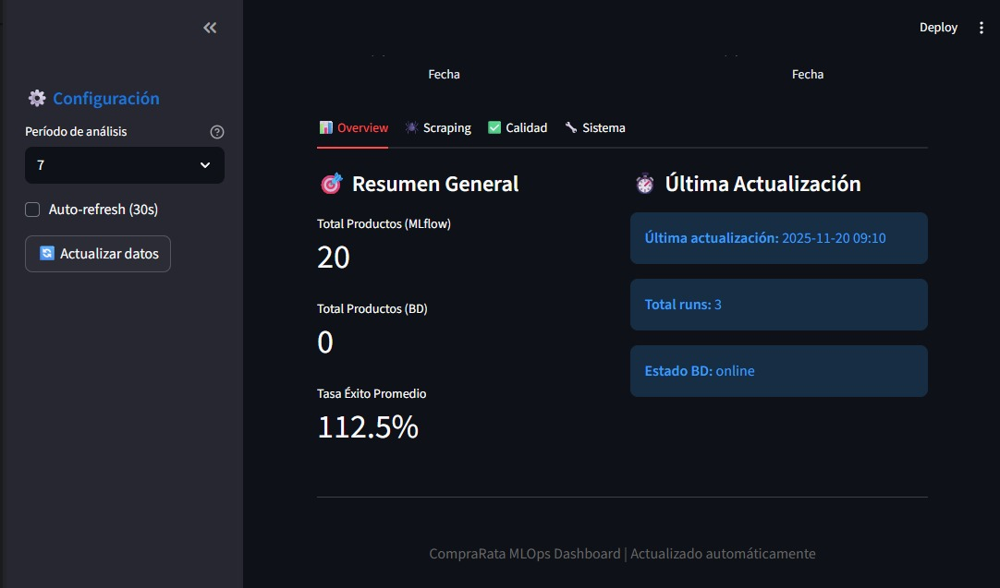 Deploy
Configuración
Período de análisis
7
Auto-refresh (30s)
Actualizar datos
Fecha
Fecha
Overview
Scraping
Calidad
Sistema
Resumen General
Total Productos (MLflow)
20
Total Productos (BD)
0
Tasa Éxito Promedio
112.5%
Última Actualización
Última actualización: 2025-11-20 09:10
Total runs: 3
Estado BD: online
CompraRata MLOps Dashboard | Actualizado automáticamente